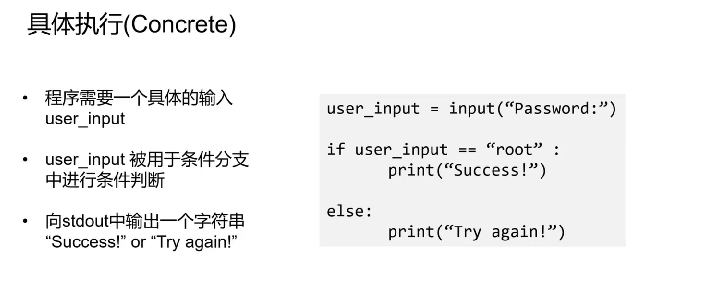 具体执行(Concrete)
• 程序需要一个具体的输入
user_input
• user_input 被用于条件分支
中进行条件判断
• 向stdout中输出一个字符串
“Success!” or “Try again!”
user_input = input(“Password:”)
if user_input == “root” :
print(“Success!”)
else:
print(“Try again!”)